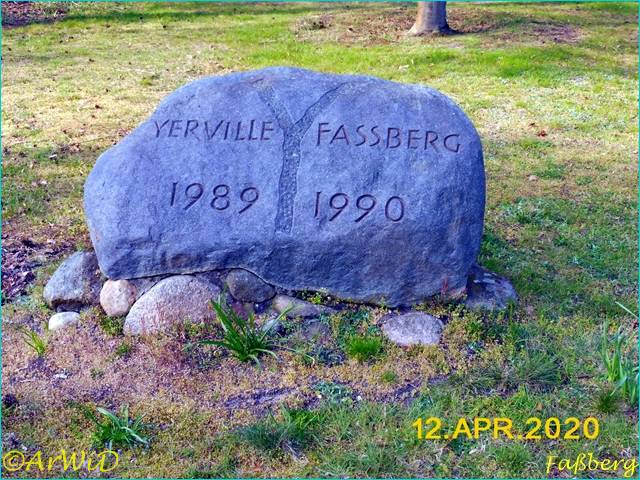 YERVILLE FASSBERG
1989 1990
12.APR.2020
©ArWiD
Faßberg